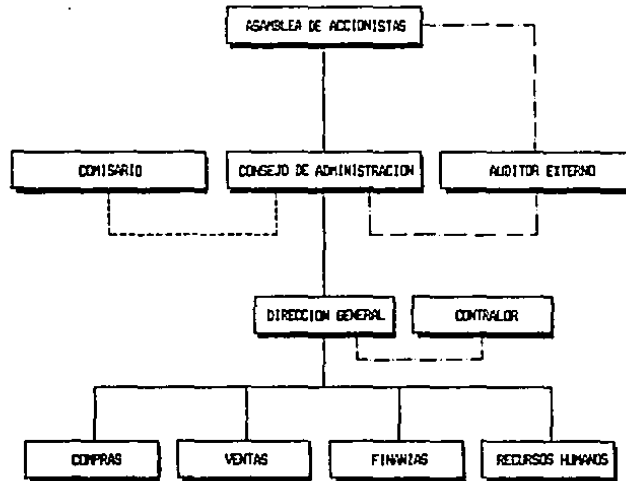 ASAMBLEA DE ACCIONISTAS
COMISARIO
CONSEJO DE ADMINISTRACION
AUDITOR EXTERNO
DIRECCION GENERAL
CONTRALOR
COMPRAS
VENTAS
FINANZAS
RECURSOS HUMANOS